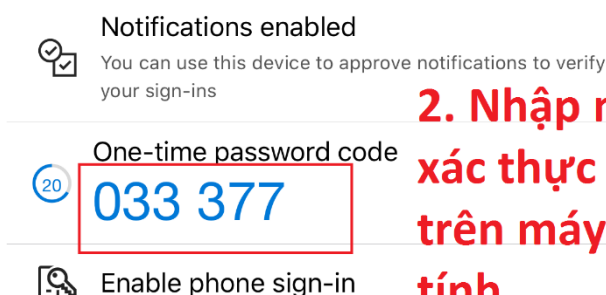 Notifications enabled
You can use this device to approve notifications to verify
your sign-ins
2. Nhập
One-time password code
xác thực
20
033 377
trên máy
Enable phone sign-in
tính